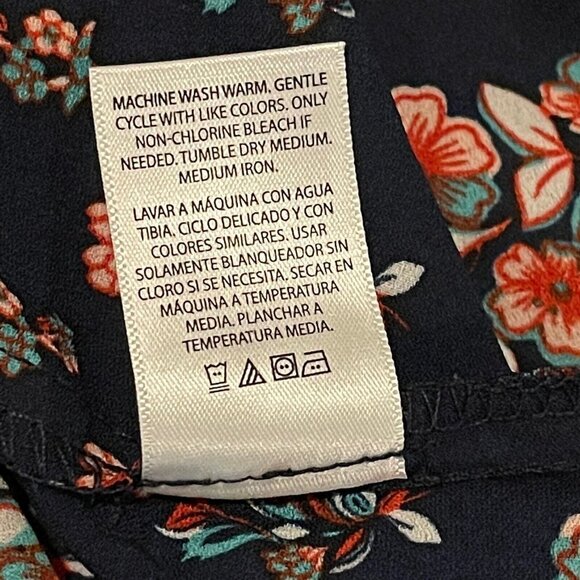 MACHINE WASH WARM. GENTLE
CYCLE WITH LIKE COLORS. ONLY
NON-CHLORINE BLEACH IF
NEEDED. TUMBLE DRY MEDIUM.
MEDIUM IRON.
LAVAR A MÁQUINA CON AGUA
TIBIA. CICLO DELICADO Y CON
COLORES SIMILARES. USAR
SOLAMENTE BLANQUEADOR SIN
CLORO SI SE NECESITA. SECAR EN
MÁQUINA A TEMPERATURA
MEDIA. PLANCHAR A
TEMPERATURA MEDIA.